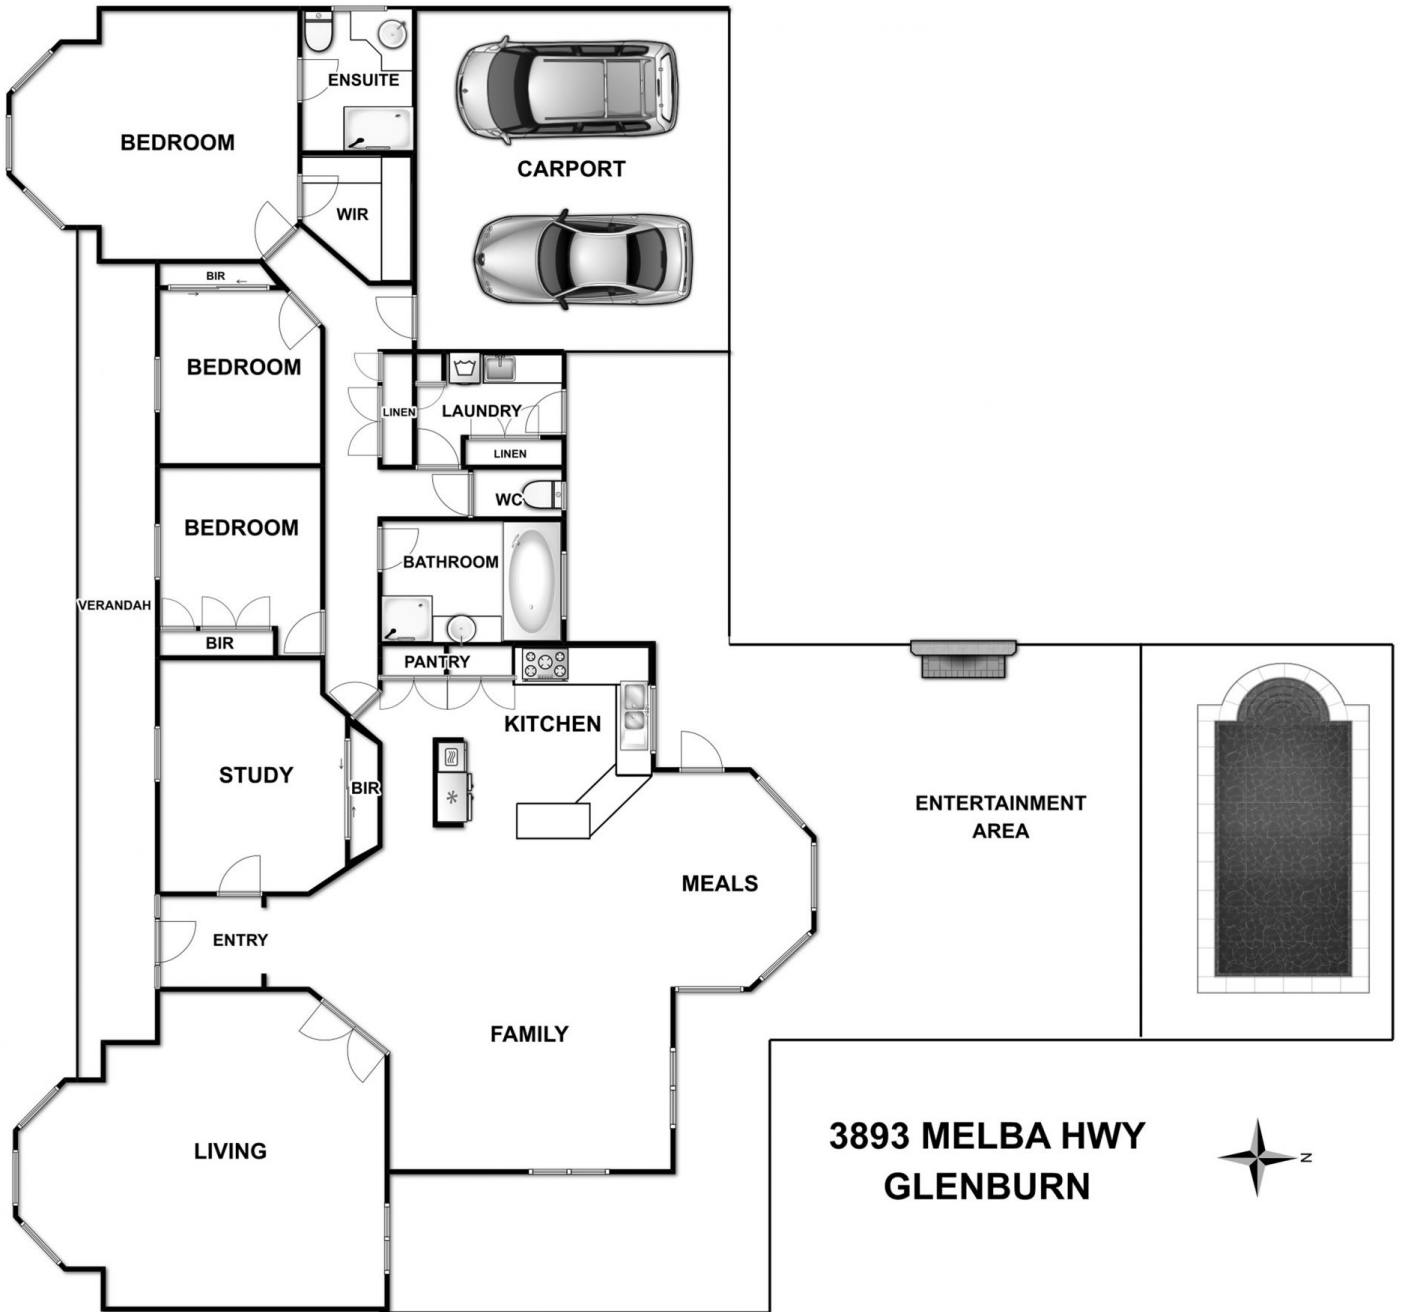 ENSUITE
BEDROOM
CARPORT
WIR
BIR
BEDROOM
LINEN
LAUNDRY
LINEN
WC
BEDROOM
BATHROOM
VERANDAH
BIR
PANTRY
KITCHEN
STUDY
BIR
ENTERTAINMENT
AREA
MEALS
ENTRY
FAMILY
LIVING
3893 MELBA HWY
GLENBURN
N